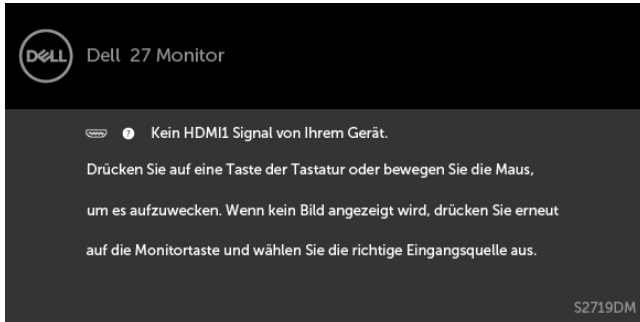 DELL
Dell 27 Monitor
? Kein HDMI1 Signal von Ihrem Gerät.
Drücken Sie auf eine Taste der Tastatur oder bewegen Sie die Maus,
um es aufzuwecken. Wenn kein Bild angezeigt wird, drücken Sie erneut
auf die Monitortaste und wählen Sie die richtige Eingangsquelle aus.
S2719DM